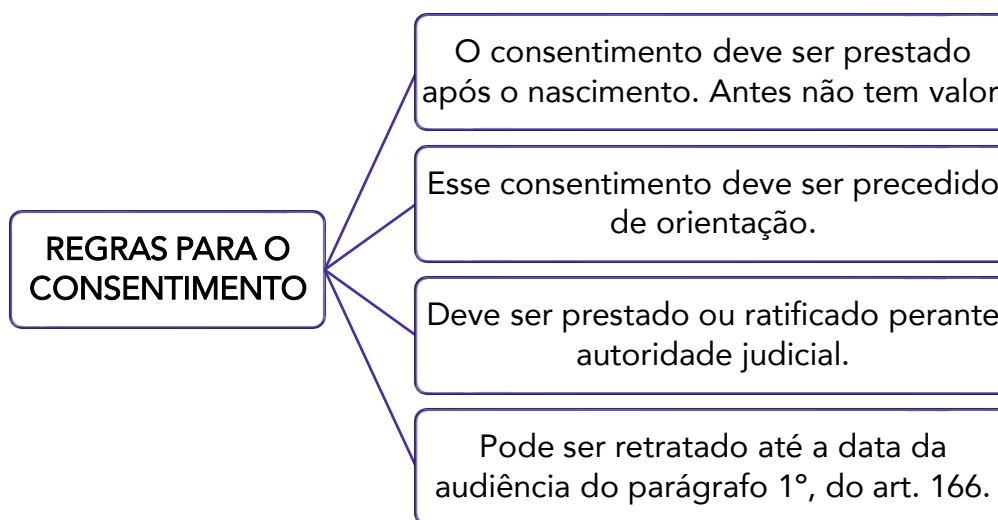 REGRAS PARA O
CONSENTIMENTO
O consentimento deve ser prestado
após o nascimento. Antes não tem valor
Esse consentimento deve ser precedido
de orientação.
Deve ser prestado ou ratificado perante
autoridade judicial.
Pode ser retratado até a data da
audiência do parágrafo 1º, do art. 166.